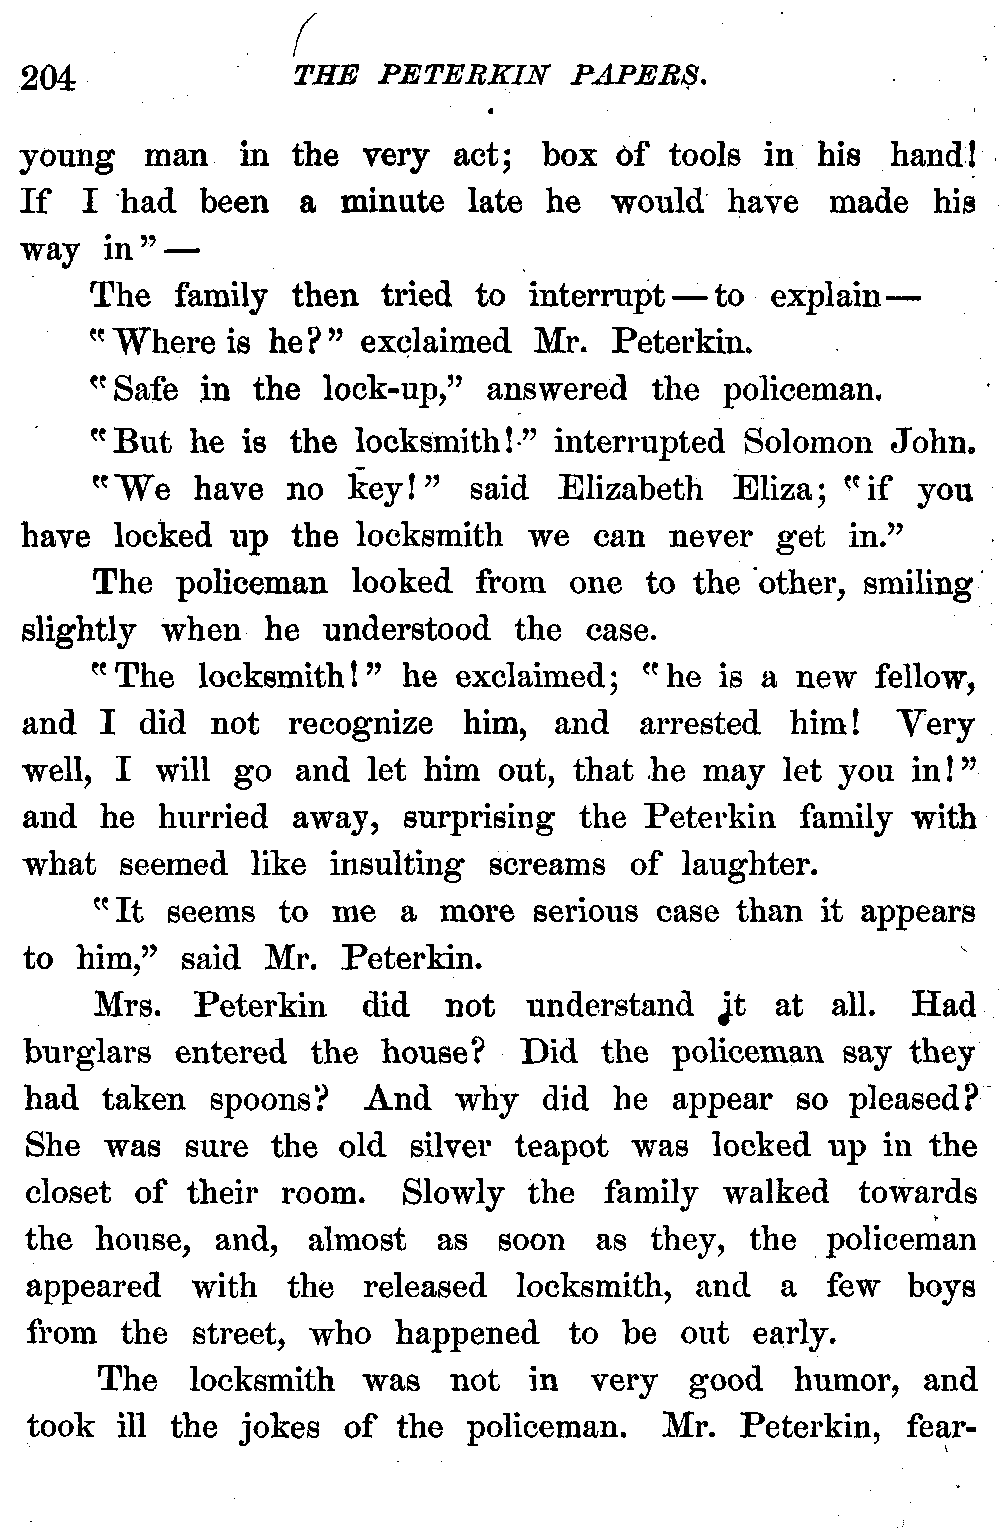 204 THE PETERKIN PAPERS.
young man in the very act; box of tools in his hand!
If I had been a minute late he would have made his
way in”—
The family then tried to interrupt—to explain—
“Where is he?” exclaimed Mr. Peterkin.
“Safe in the lock-up,” answered the policeman.
“But he is the locksmith!” interrupted Solomon John.
“We have no key!” said Elizabeth Eliza; “if you
have locked up the locksmith we can never get in.”
The policeman looked from one to the other, smiling
slightly when he understood the case.
“The locksmith!” he exclaimed; “he is a new fellow,
and I did not recognize him, and arrested him! Very
well, I will go and let him out, that he may let you in!”
and he hurried away, surprising the Peterkin family with
what seemed like insulting screams of laughter.
“It seems to me a more serious case than it appears
to him,” said Mr. Peterkin.
Mrs. Peterkin did not understand it at all. Had
burglars entered the house? Did the policeman say they
had taken spoons? And why did he appear so pleased?
She was sure the old silver teapot was locked up in the
closet of their room. Slowly the family walked towards
the house, and, almost as soon as they, the policeman
appeared with the released locksmith, and a few boys
from the street, who happened to be out early.
The locksmith was not in very good humor, and
took ill the jokes of the policeman. Mr. Peterkin, fear-